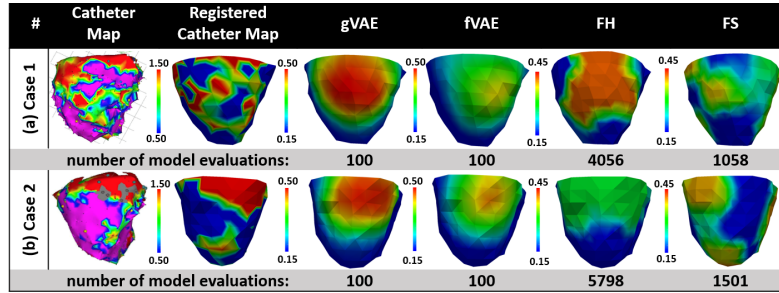 # Catheter Map Registered Catheter Map gVAE fVAE FH FS
(a) Case 1
1.50 0.50 0.50 0.45 0.45
0.50 0.15 0.15 0.15 0.15
number of model evaluations: 100 100 4056 1058
(b) Case 2
1.50 0.50 0.50 0.45 0.45
0.50 0.15 0.15 0.15 0.15
number of model evaluations: 100 100 5798 1501